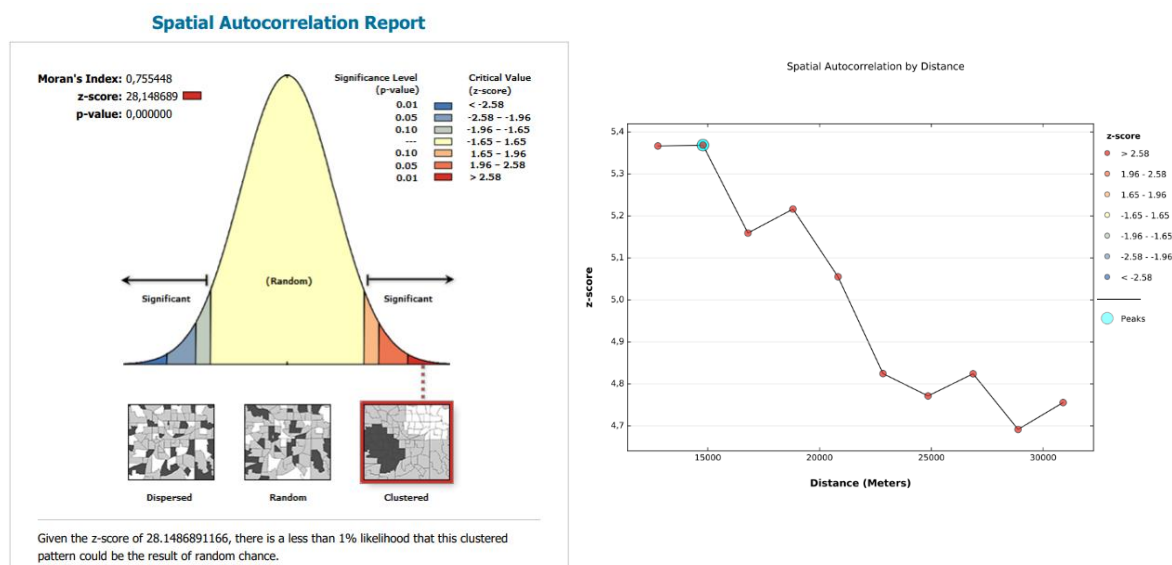 Spatial Autocorrelation Report
Moran's Index: 0,755448
z-score: 28,148689
p-value: 0,000000
Significance Level (p-value)
Critical Value (z-score)
0.01 < -2.58
0.05 -2.58 – -1.96
0.10 -1.96 – -1.65
--- -1.65 – 1.65
0.10 1.65 – 1.96
0.05 1.96 – 2.58
0.01 > 2.58
Significant
(Random)
Significant
Dispersed
Random
Clustered
Given the z-score of 28.1486891166, there is a less than 1% likelihood that this clustered
pattern could be the result of random chance.
Spatial Autocorrelation by Distance
z-score
5,4
5,3
5,2
5,1
5,0
4,9
4,8
4,7
15000
20000
25000
30000
Distance (Meters)
z-score
> 2.58
1.96 - 2.58
1.65 - 1.96
-1.65 - 1.65
-1.96 - -1.65
-2.58 - -1.96
< -2.58
Peaks